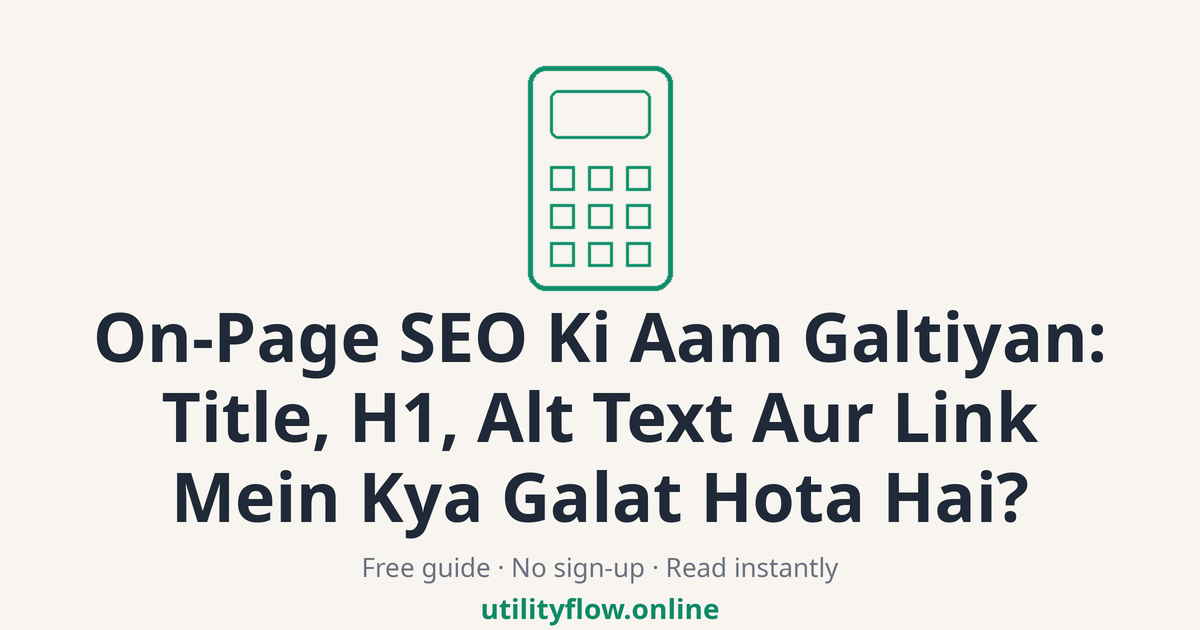 On-Page SEO Ki Aam Galtiyan:
Title, H1, Alt Text Aur Link
Mein Kya Galat Hota Hai?
Free guide · No sign-up · Read instantly
utilityflow.online